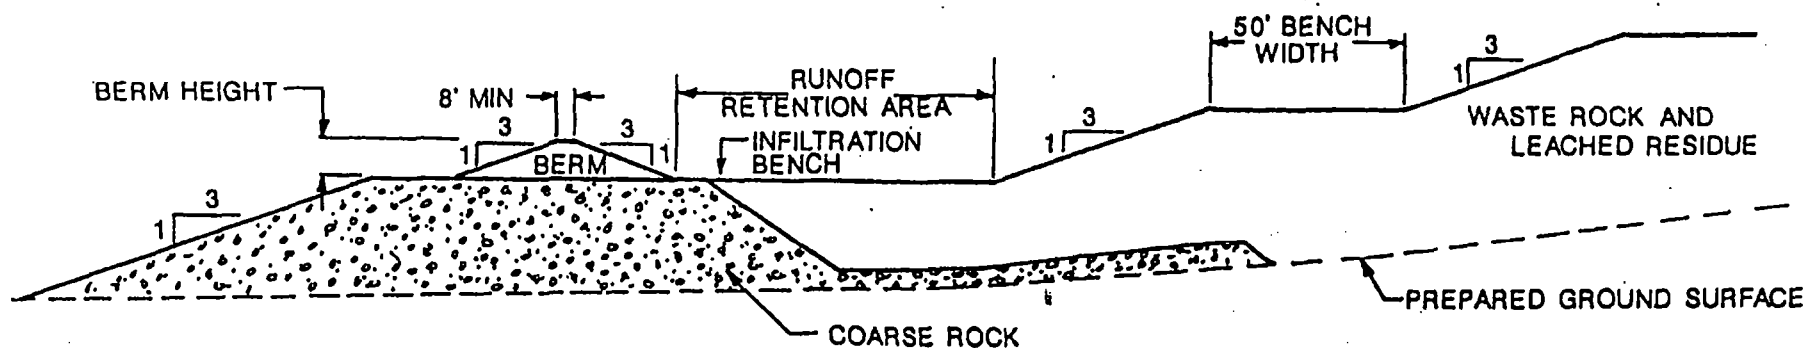 50' BENCH
WIDTH
3
1
RUNOFF
RETENTION AREA
BERM HEIGHT
8' MIN
3
1
WASTE ROCK AND
LEACHED RESIDUE
3
1
3
1
INFILTRATION
BENCH
BERM
3
1
PREPARED GROUND SURFACE
COARSE ROCK